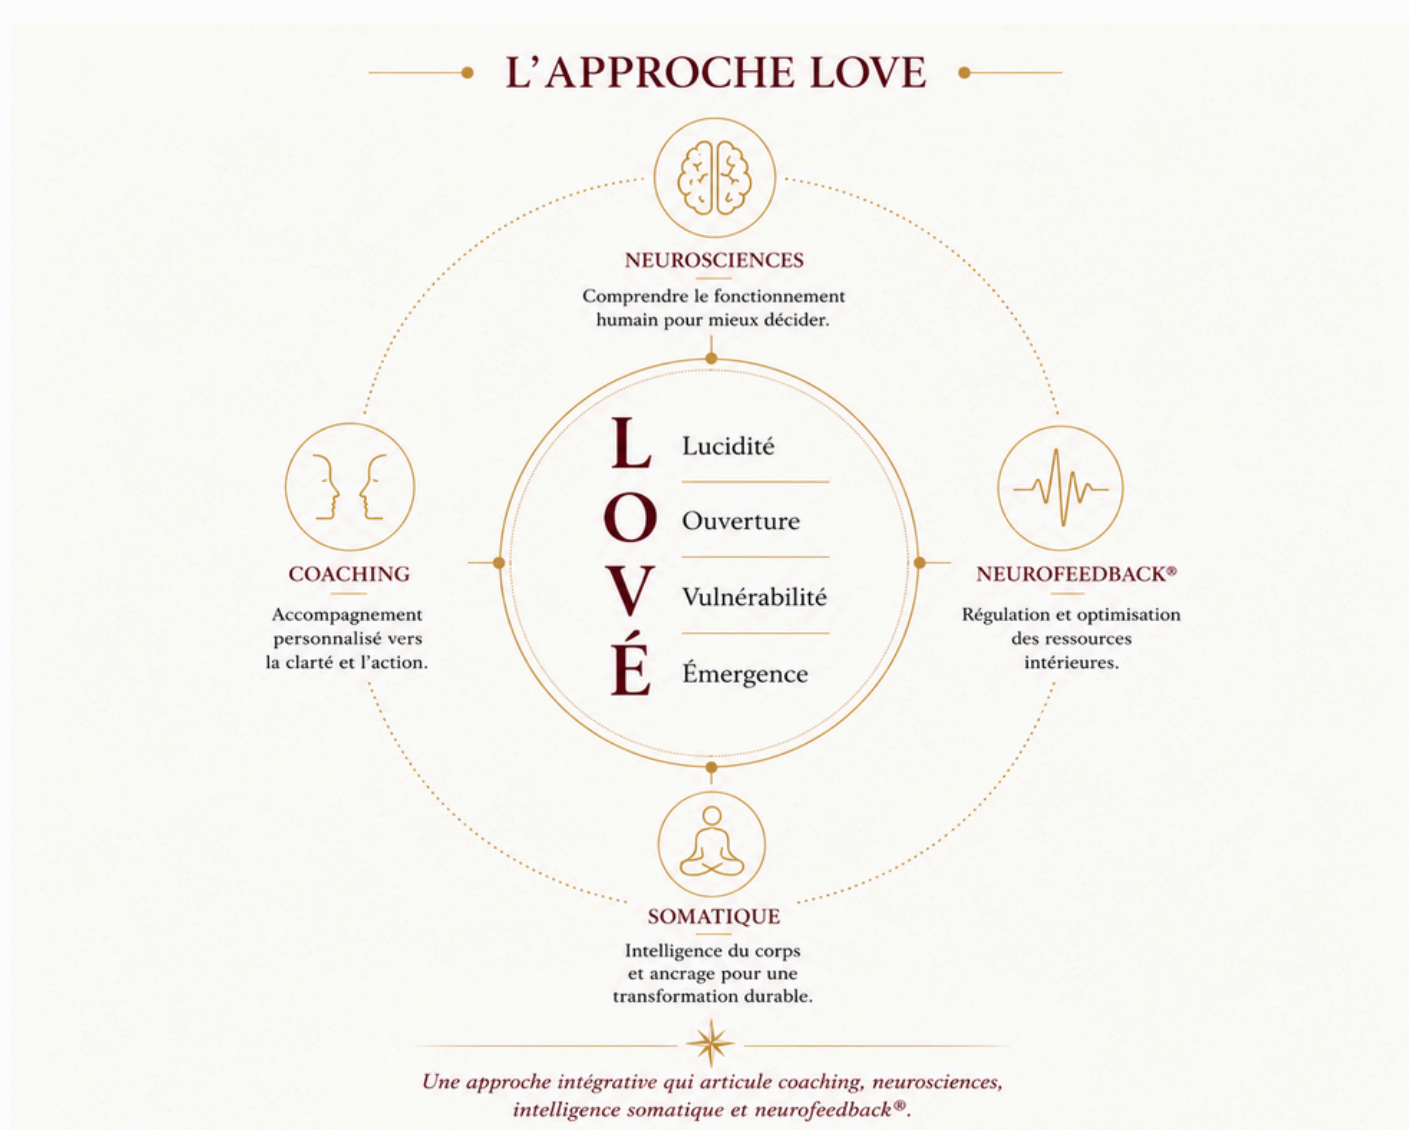 L’APPROCHE LOVE
NEUROSCIENCES
Comprendre le fonctionnement
humain pour mieux décider.
L Lucidité
O Ouverture
V Vulnérabilité
É Émergence
COACHING
Accompagnement
personnalisé vers
la clarté et l’action.
NEUROFEEDBACK®
Régulation et optimisation
des ressources
intérieures.
SOMATIQUE
Intelligence du corps
et ancrage pour une
transformation durable.
Une approche intégrative qui articule coaching, neurosciences,
intelligence somatique et neurofeedback®.